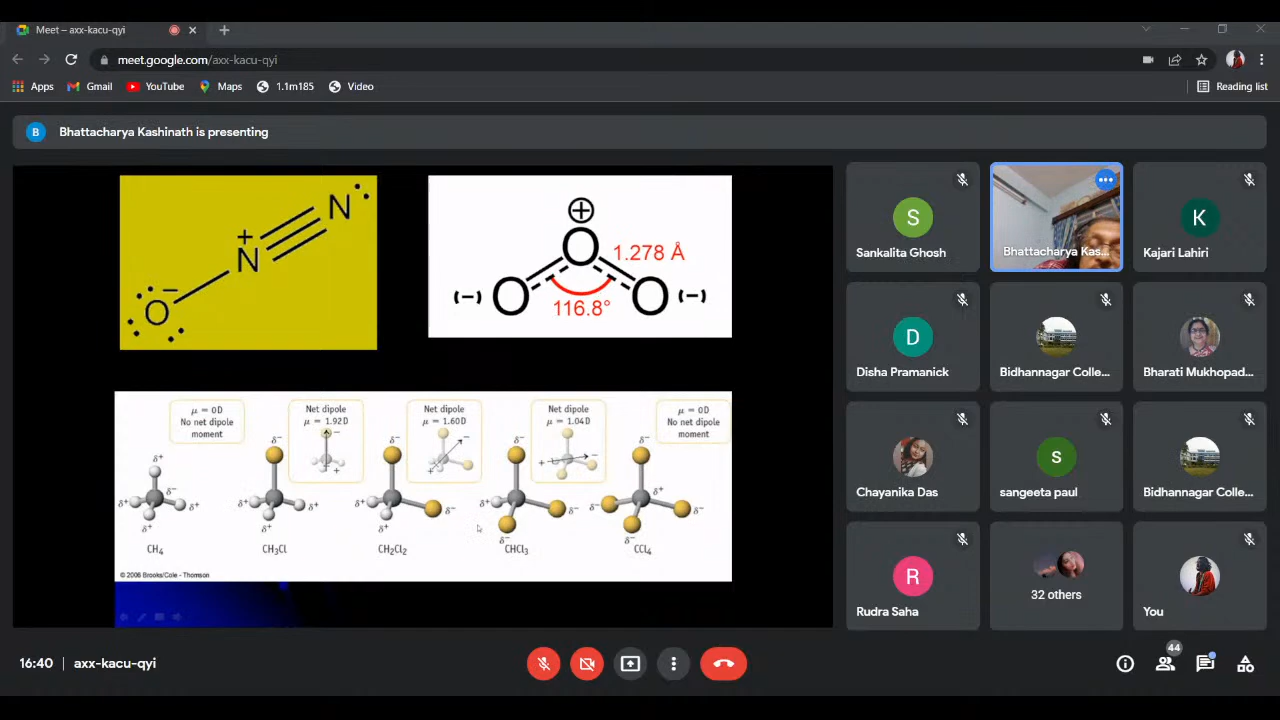 Meet – axx-kacu-qyi
meet.google.com/axx-kacu-qyi
Apps Gmail YouTube Maps 1.1m185 Video Reading list
B Bhattacharya Kashinath is presenting
N
+
N
−
O
⊕
O
1.278 Å
(−) O O (−)
116.8°
μ = 0D
No net dipole
moment
Net dipole
μ = 1.92D
−
+ +
Net dipole
μ = 1.60D
−
+
Net dipole
μ = 1.04D
+ −
μ = 0D
No net dipole
moment
δ+ δ− δ+ δ+
CH4
δ− δ+ δ+ δ+
CH3Cl
δ− δ+ δ− δ+
CH2Cl2
δ− δ+ δ− δ−
CHCl3
δ− δ+ δ− δ− δ−
CCl4
© 2006 Brooks/Cole - Thomson
S
Sankalita Ghosh
Bhattacharya Kas...
K
Kajari Lahiri
D
Disha Pramanick
Bidhannagar Colle...
Bharati Mukhopad...
Chayanika Das
s
sangeeta paul
Bidhannagar Colle...
R
Rudra Saha
32 others
You
16:40 | axx-kacu-qyi
44